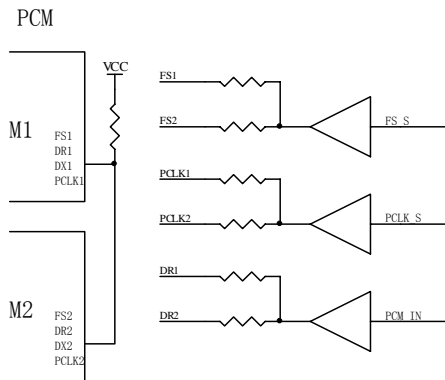 PCM
VCC
M1
FS1
DR1
DX1
PCLK1
M2
FS2
DR2
DX2
PCLK2
FS1
FS2
FS_S
PCLK1
PCLK2
PCLK_S
DR1
DR2
PCM_IN